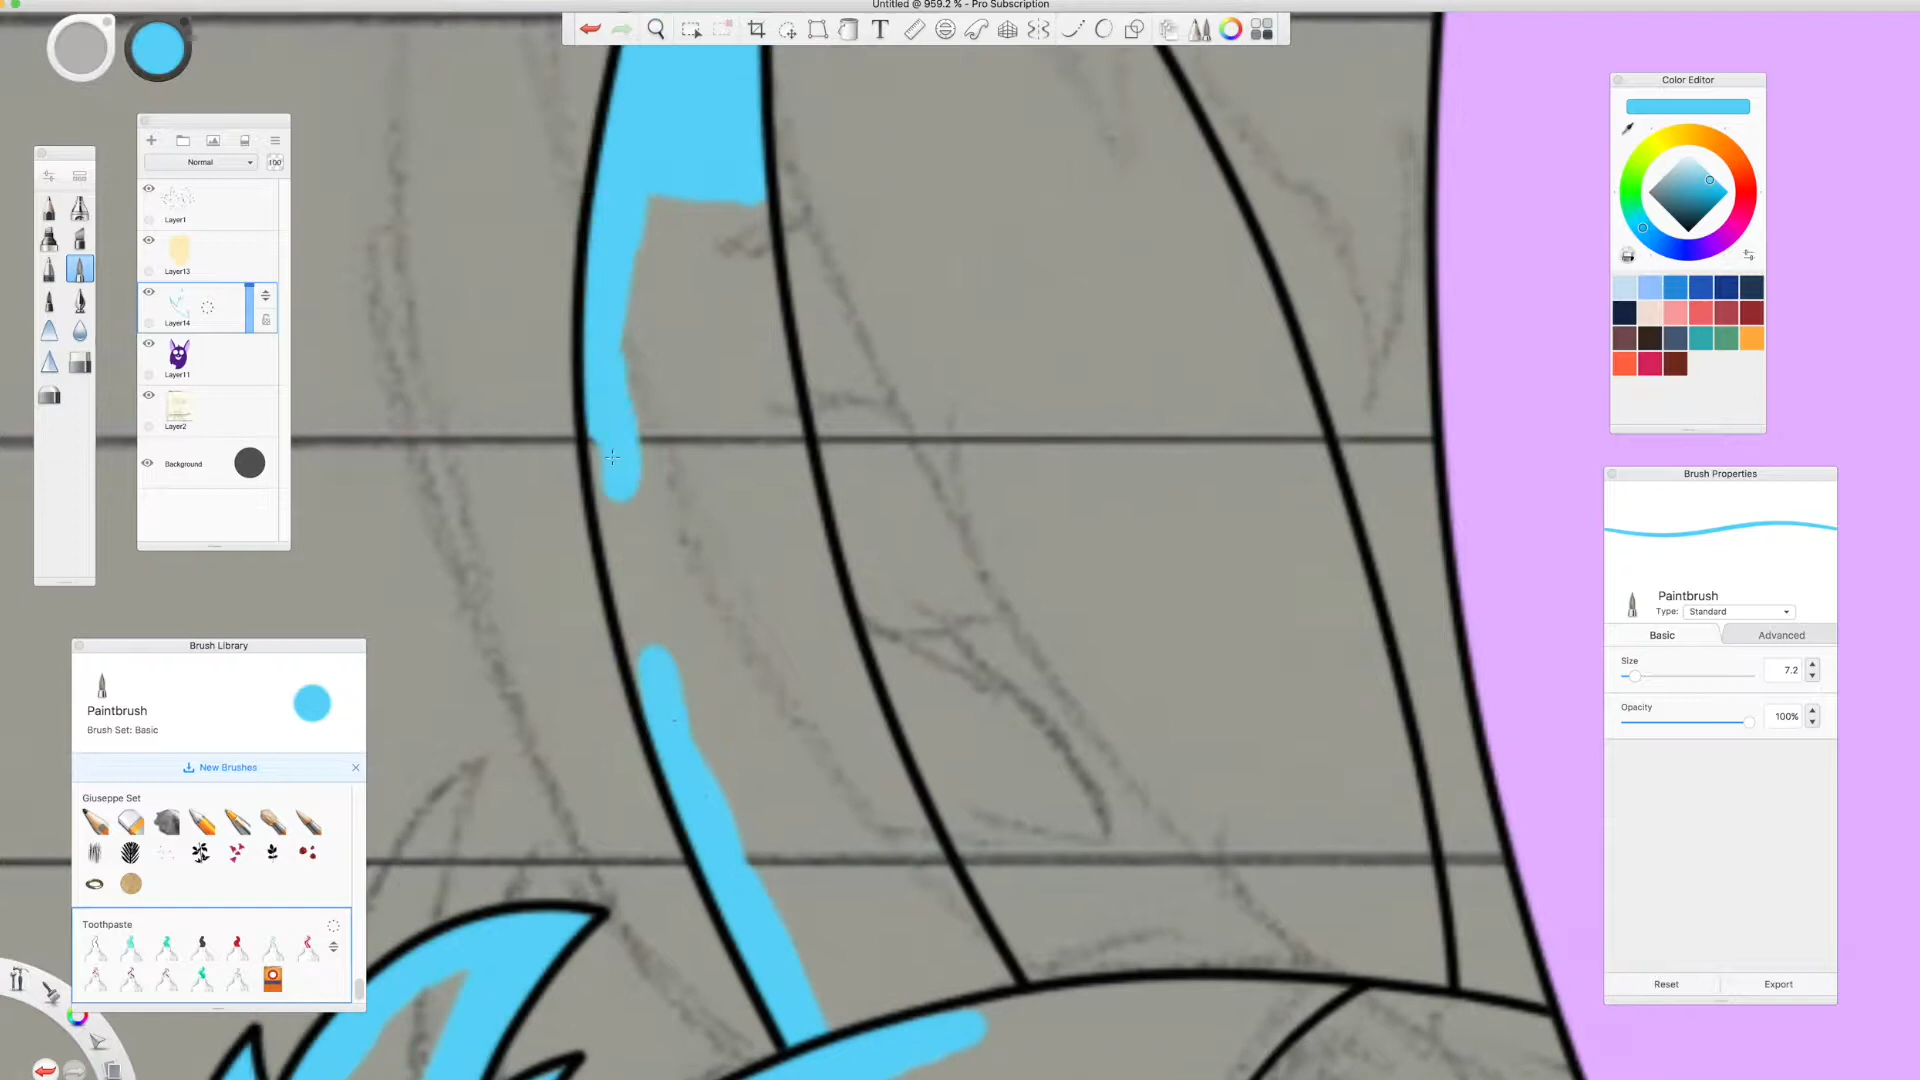 Untitled @ 959.2 % - Pro Subscription
T
Color Editor
Normal
100
Layer1
Layer13
Layer14
Layer11
Layer2
Background
Brush Properties
Paintbrush
Type: Standard
Basic
Advanced
Size
7.2
Opacity
100%
Reset
Export
Brush Library
Paintbrush
Brush Set: Basic
New Brushes
Giuseppe Set
Toothpaste